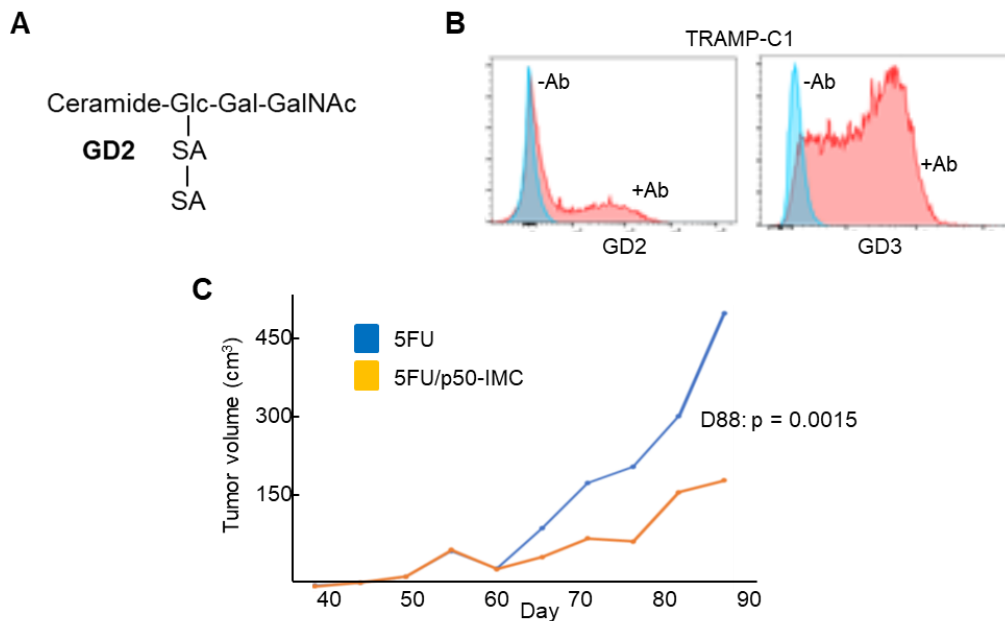 A
Ceramide-Glc-Gal-GalNAc
GD2
SA
SA
B
TRAMP-C1
-Ab
+Ab
GD2
-Ab
+Ab
GD3
C
Tumor volume (cm³)
450
300
150
5FU
5FU/p50-IMC
D88: p = 0.0015
40 50 60 70 80 90
Day